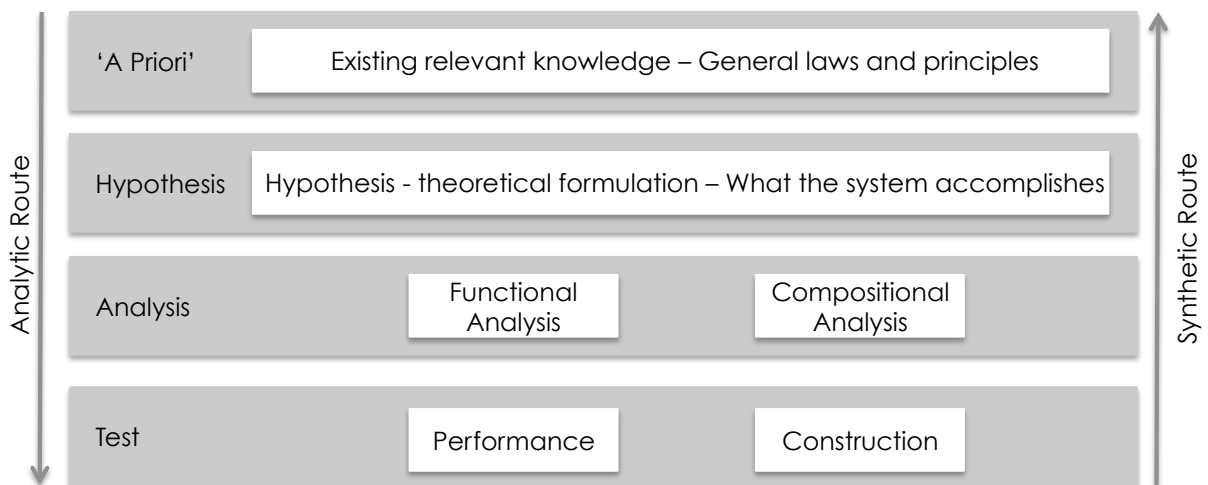 ‘A Priori’
Existing relevant knowledge – General laws and principles
Hypothesis
Hypothesis - theoretical formulation – What the system accomplishes
Analysis
Functional
Analysis
Compositional
Analysis
Test
Performance
Construction
Analytic Route
Synthetic Route